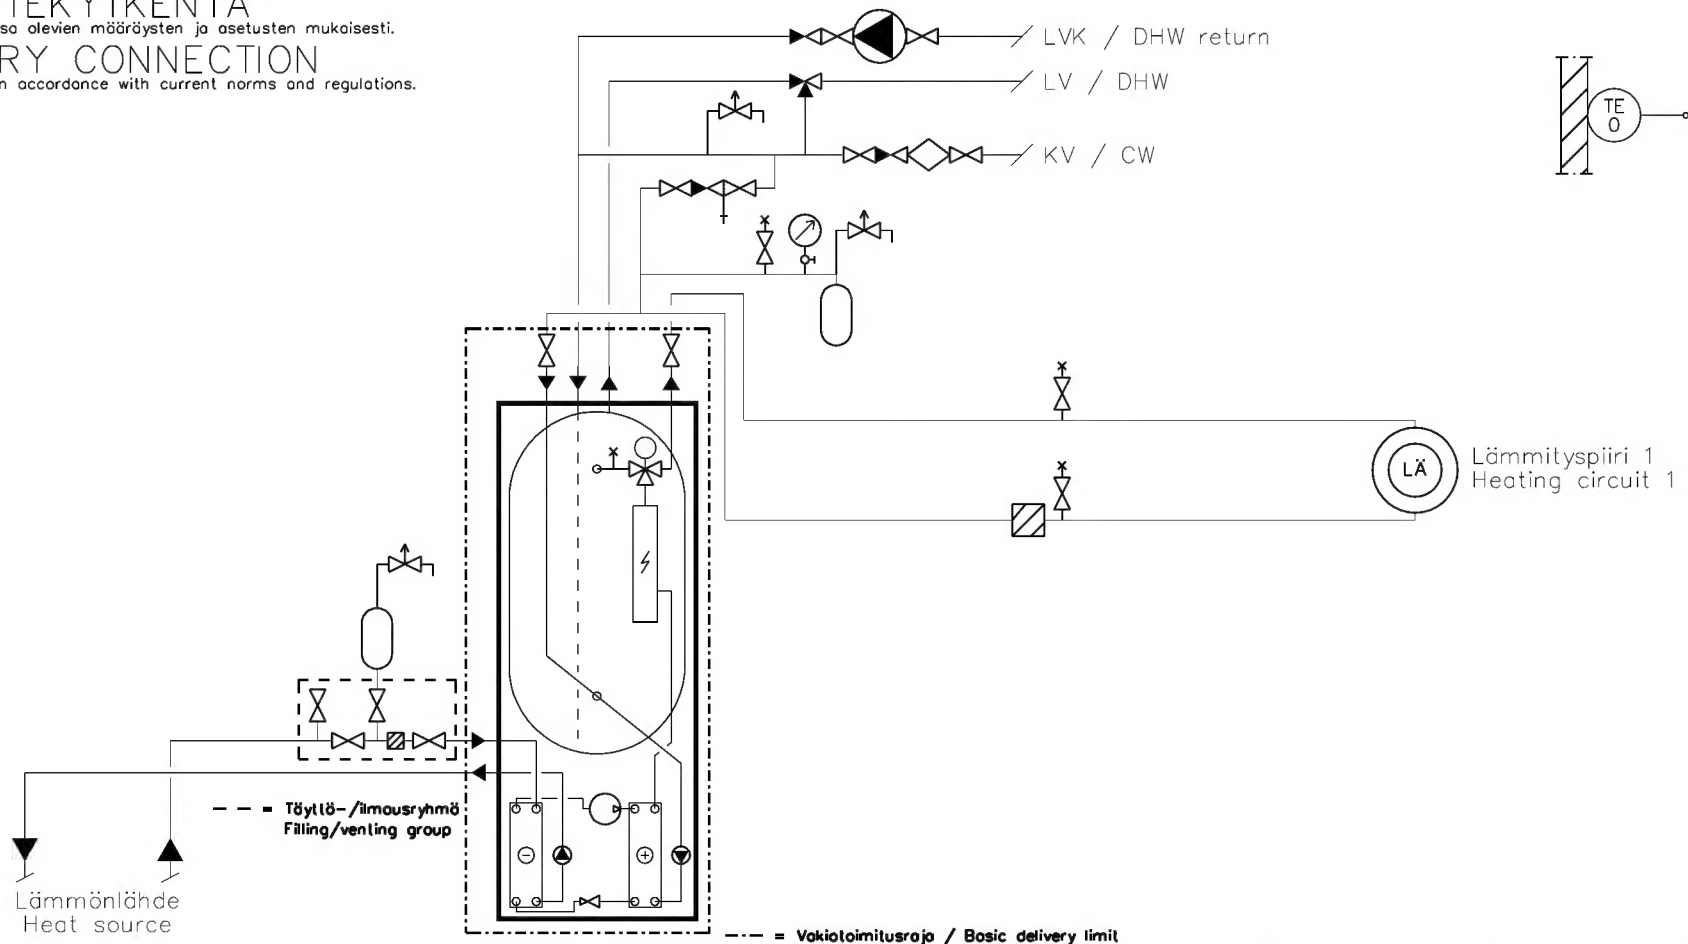 sa olevien määräysten ja asetusten mukaisesti.
RY CONNECTION
n accordance with current norms and regulations.
LVK / DHW return
LV / DHW
KV / CW
TE
0
LÄ
Lämmityspiiri 1
Heating circuit 1
- - = Täyttö-/ilmausryhmä
Filling/venting group
Lämmönlähde
Heat source
-·-- = Vakiotoimitusraja / Basic delivery limit